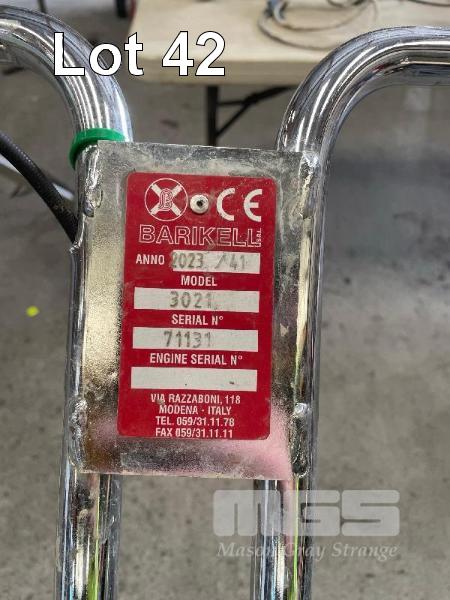 Lot 42
CE
BARIKELL S.R.L.
ANNO 2023 /41
MODEL
3021
SERIAL N°
71131
ENGINE SERIAL N°
VIA RAZZABONI, 118
MODENA - ITALY
TEL. 059/31.11.78
FAX 059/31.11.11
MGS
Mason Gray Strange